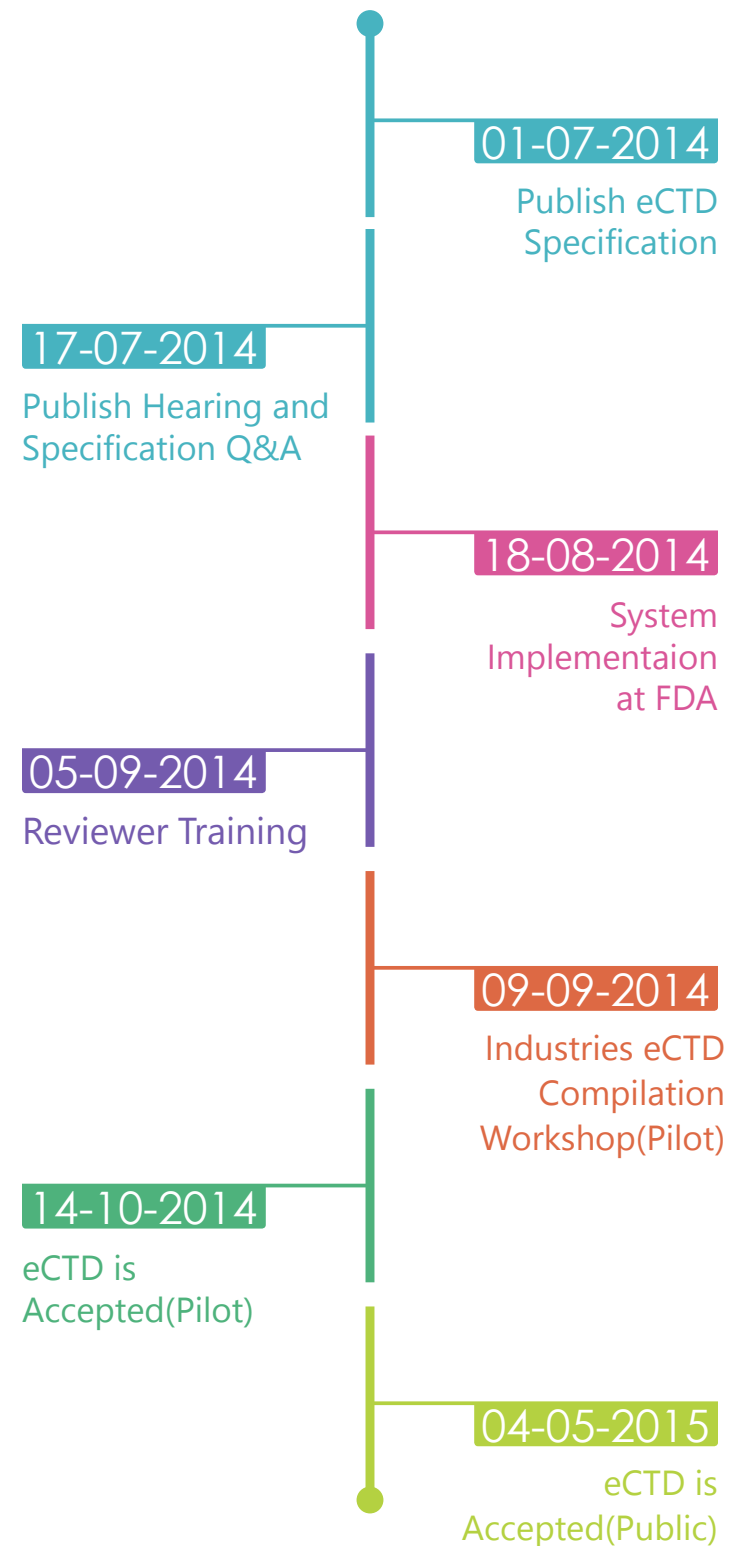 01-07-2014
Publish eCTD
Specification
17-07-2014
Publish Hearing and
Specification Q&A
18-08-2014
System
Implementaion
at FDA
05-09-2014
Reviewer Training
09-09-2014
Industries eCTD
Compilation
Workshop(Pilot)
14-10-2014
eCTD is
Accepted(Pilot)
04-05-2015
eCTD is
Accepted(Public)